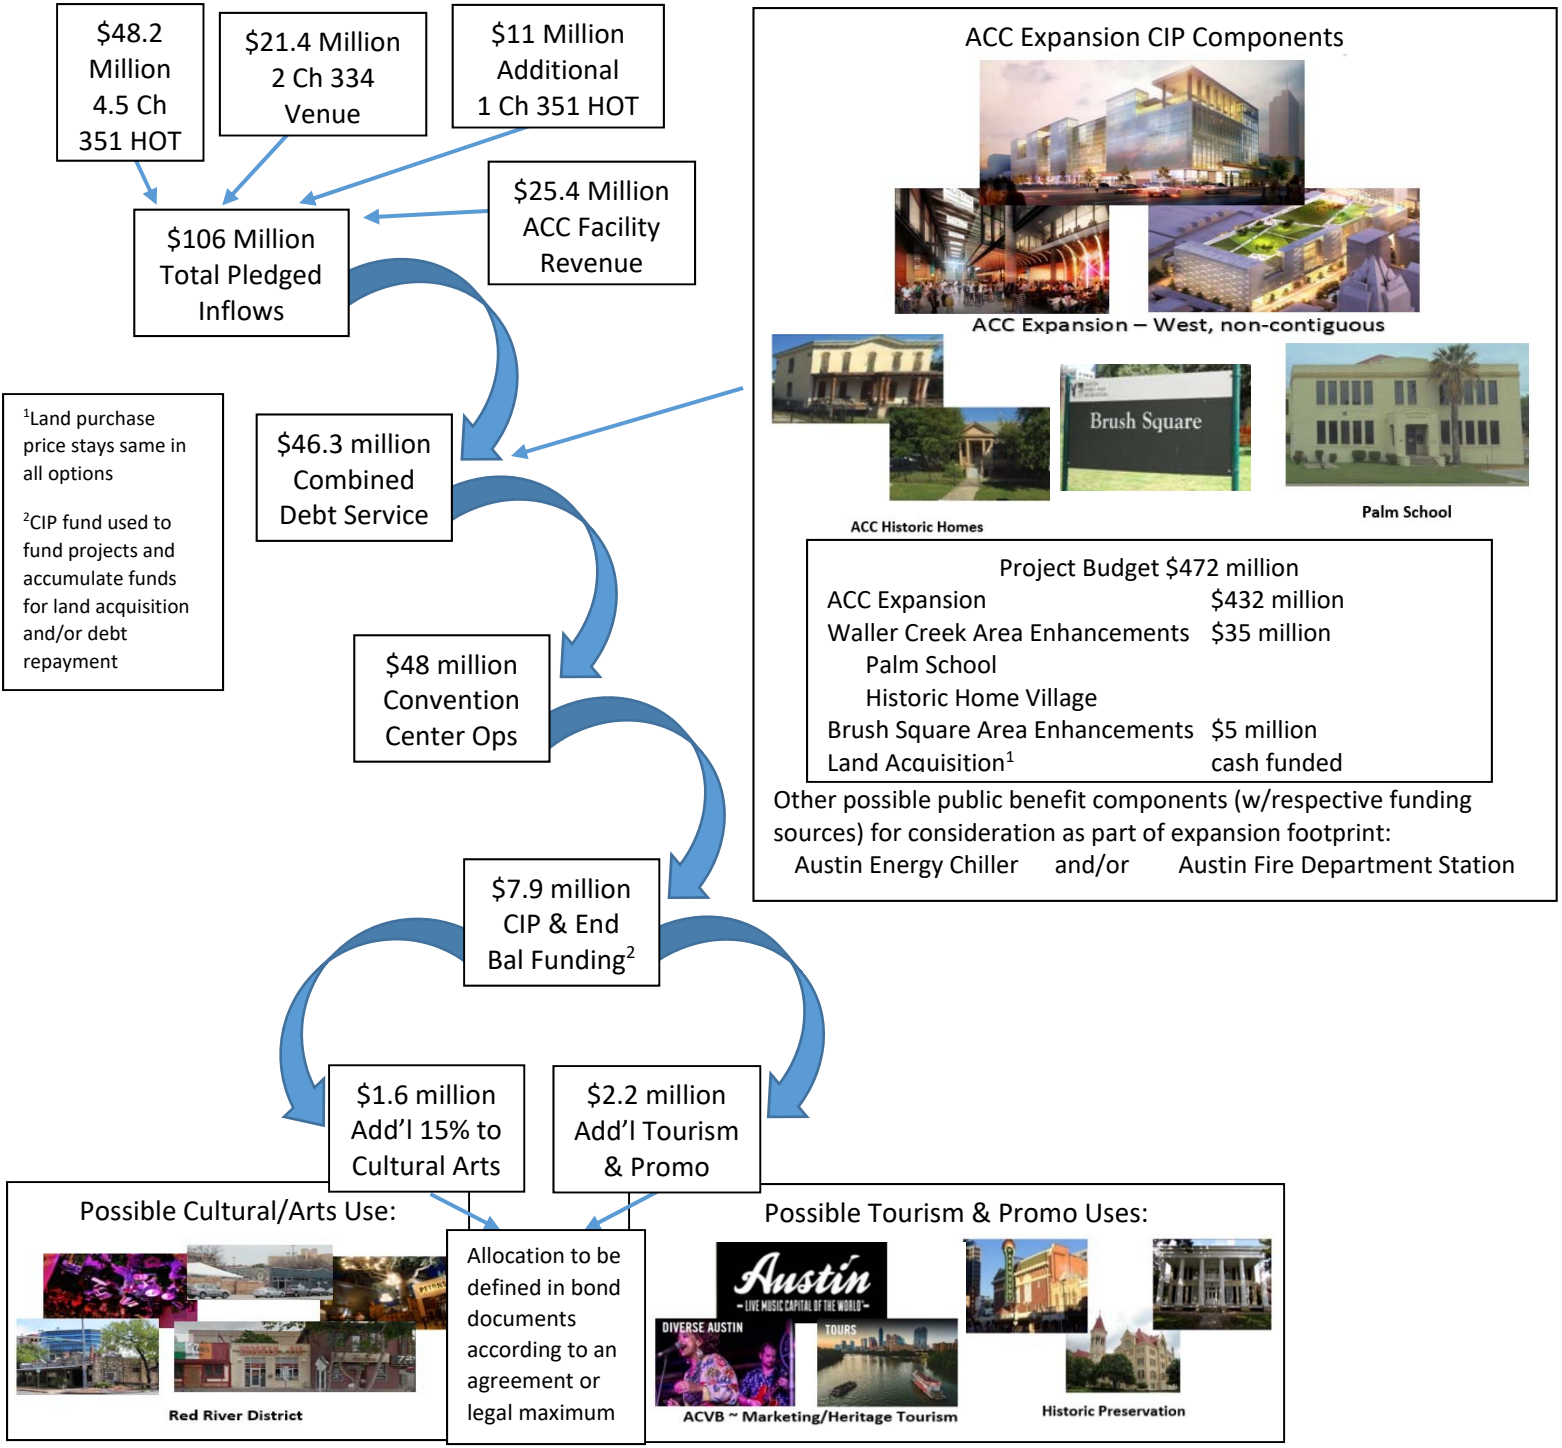 $48.2
Million
4.5 Ch
351 HOT
$21.4 Million
2 Ch 334
Venue
$11 Million
Additional
1 Ch 351 HOT
$25.4 Million
ACC Facility
Revenue
$106 Million
Total Pledged
Inflows
¹Land purchase
price stays same in
all options
²CIP fund used to
fund projects and
accumulate funds
for land acquisition
and/or debt
repayment
$46.3 million
Combined
Debt Service
$48 million
Convention
Center Ops
$7.9 million
CIP & End
Bal Funding²
$1.6 million
Add’l 15% to
Cultural Arts
$2.2 million
Add’l Tourism
& Promo
ACC Expansion CIP Components
ACC Expansion – West, non-contiguous
Brush Square
ACC Historic Homes
Palm School
Project Budget $472 million
ACC Expansion $432 million
Waller Creek Area Enhancements $35 million
Palm School
Historic Home Village
Brush Square Area Enhancements $5 million
Land Acquisition¹ cash funded
Other possible public benefit components (w/respective funding
sources) for consideration as part of expansion footprint:
Austin Energy Chiller and/or Austin Fire Department Station
Possible Cultural/Arts Use:
Red River District
Allocation to be
defined in bond
documents
according to an
agreement or
legal maximum
Possible Tourism & Promo Uses:
Austin
– LIVE MUSIC CAPITAL OF THE WORLD® –
DIVERSE AUSTIN
TOURS
ACVB ~ Marketing/Heritage Tourism
Historic Preservation